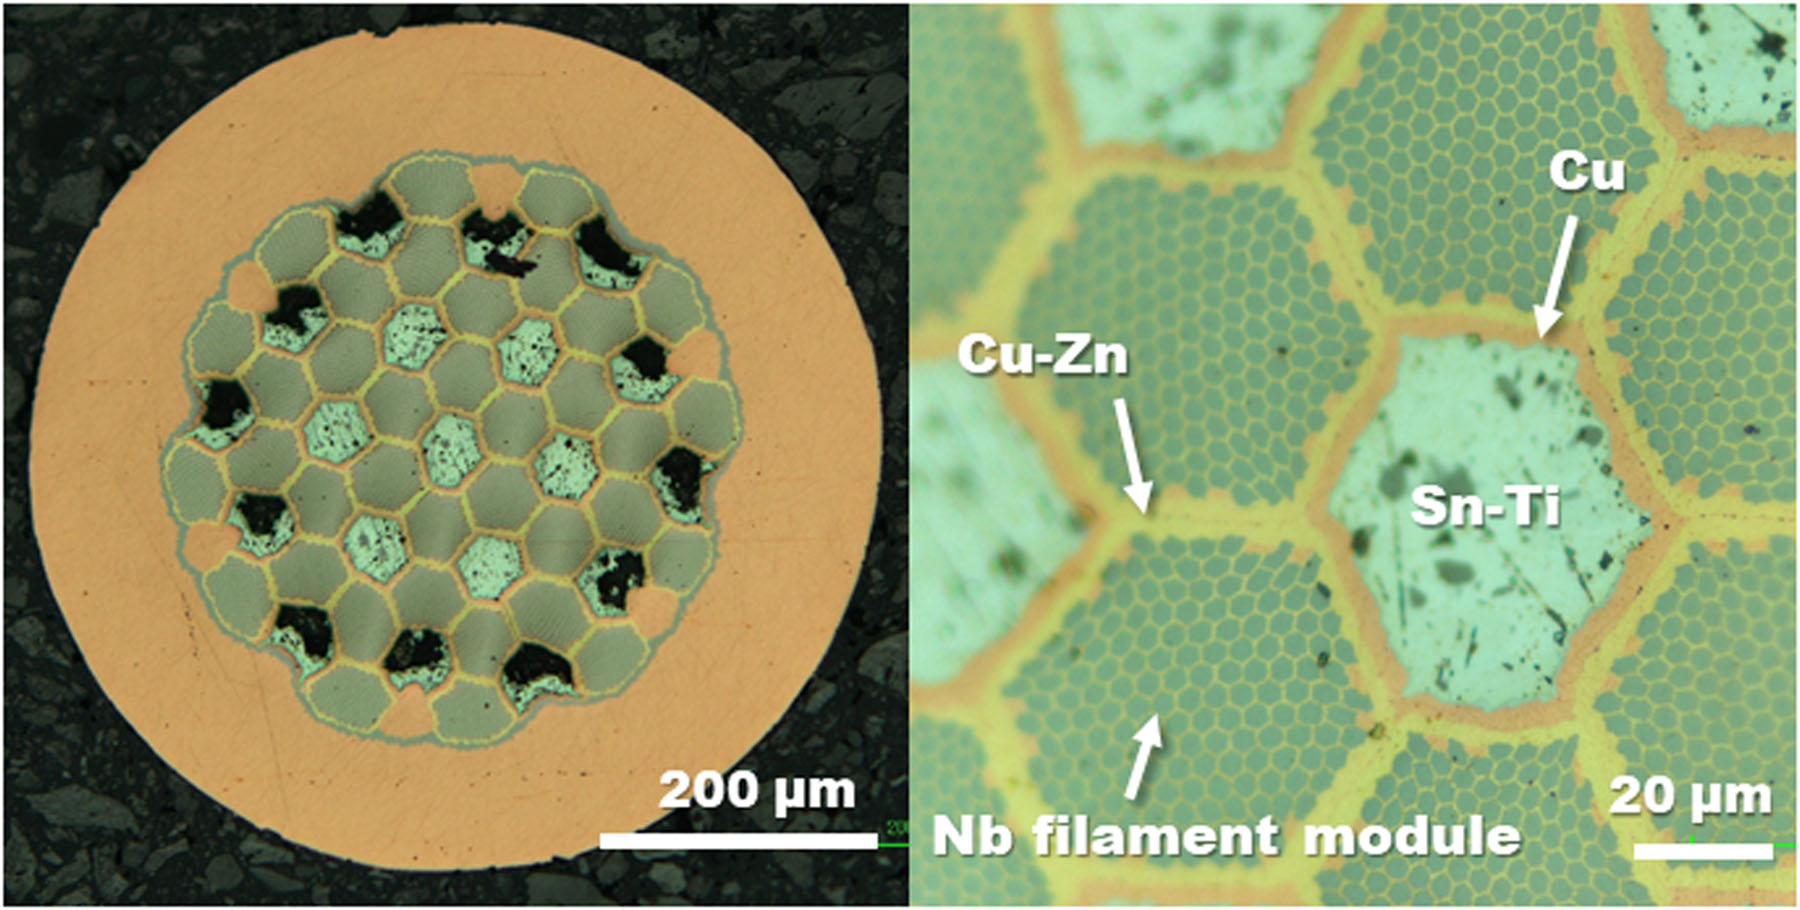 200 µm
Cu
Cu-Zn
Sn-Ti
20 µm
Nb filament module